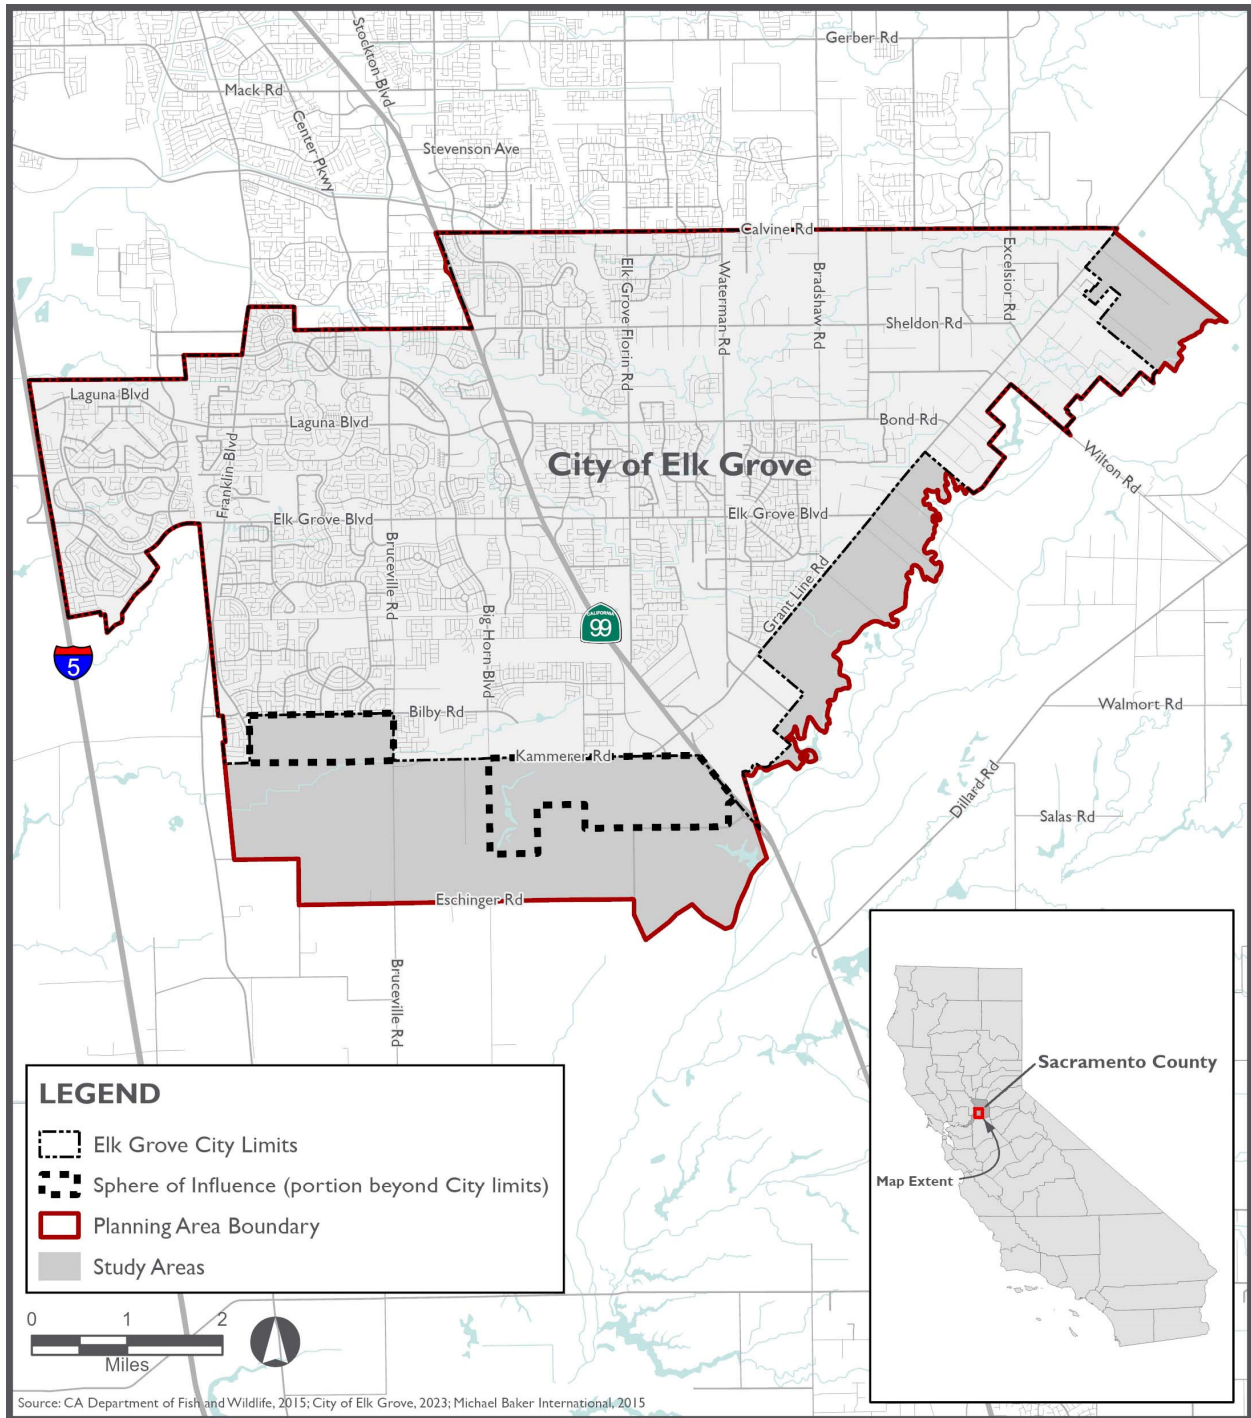 Gerber Rd
Stockton Blvd
Mack Rd
Center Pkwy
Stevenson Ave
Calvine Rd
Elk Grove Florin Rd
Waterman Rd
Bradshaw Rd
Excelsior Rd
Sheldon Rd
Laguna Blvd
Laguna Blvd
Bond Rd
Franklin Blvd
City of Elk Grove
Wilton Rd
Elk Grove Blvd
Elk Grove Blvd
Bruceville Rd
Grant Line Rd
Big Horn Blvd
CALIFORNIA
99
5
Bilby Rd
Walmort Rd
Kammerer Rd
Dillard Rd
Salas Rd
Eschinger Rd
Bruceville Rd
LEGEND
Elk Grove City Limits
Sphere of Influence (portion beyond City limits)
Planning Area Boundary
Study Areas
0 1 2
Miles
Sacramento County
Map Extent
Source: CA Department of Fish and Wildlife, 2015; City of Elk Grove, 2023; Michael Baker International, 2015